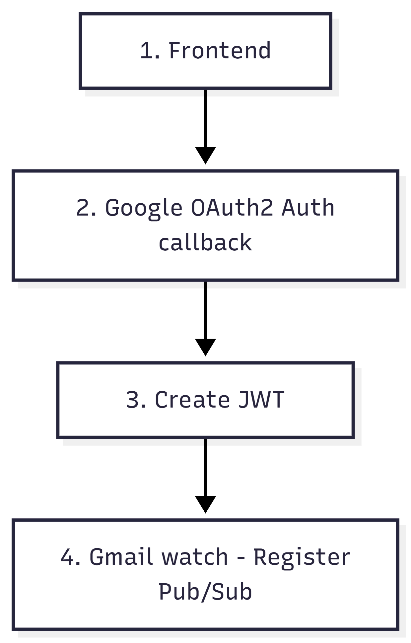 1. Frontend
2. Google OAuth2 Auth
callback
3. Create JWT
4. Gmail watch - Register
Pub/Sub